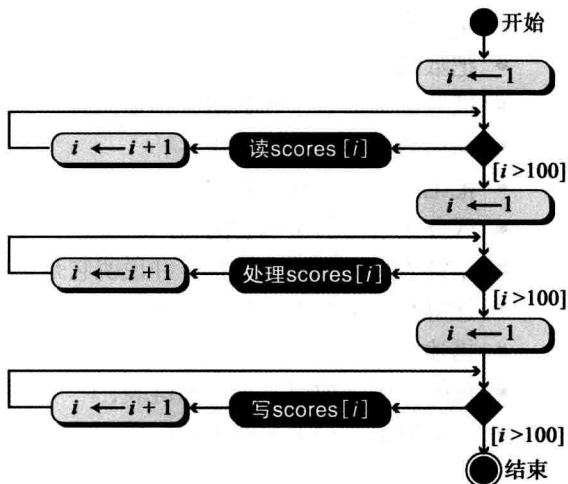 开始
i ←1
i ←i + 1 读scores [i]
[i >100]
i ←1
i ←i + 1 处理scores[i]
[i >100]
i ←1
i ←i + 1 写scores [i]
[i >100]
结束